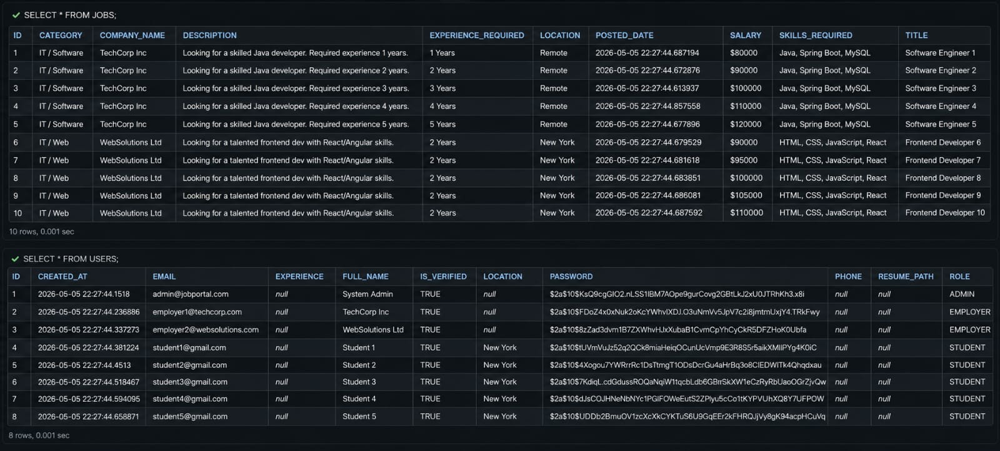 SELECT * FROM JOBS;
ID CATEGORY COMPANY_NAME DESCRIPTION EXPERIENCE_REQUIRED LOCATION POSTED_DATE SALARY SKILLS_REQUIRED TITLE
1 IT / Software TechCorp Inc Looking for a skilled Java developer. Required experience 1 years. 1 Years Remote 2026-05-05 22:27:44.687194 $80000 Java, Spring Boot, MySQL Software Engineer 1
2 IT / Software TechCorp Inc Looking for a skilled Java developer. Required experience 2 years. 2 Years Remote 2026-05-05 22:27:44.672876 $90000 Java, Spring Boot, MySQL Software Engineer 2
3 IT / Software TechCorp Inc Looking for a skilled Java developer. Required experience 3 years. 3 Years Remote 2026-05-05 22:27:44.613937 $100000 Java, Spring Boot, MySQL Software Engineer 3
4 IT / Software TechCorp Inc Looking for a skilled Java developer. Required experience 4 years. 4 Years Remote 2026-05-05 22:27:44.857558 $110000 Java, Spring Boot, MySQL Software Engineer 4
5 IT / Software TechCorp Inc Looking for a skilled Java developer. Required experience 5 years. 5 Years Remote 2026-05-05 22:27:44.677896 $120000 Java, Spring Boot, MySQL Software Engineer 5
6 IT / Web WebSolutions Ltd Looking for a talented frontend dev with React/Angular skills. 2 Years New York 2026-05-05 22:27:44.679529 $90000 HTML, CSS, JavaScript, React Frontend Developer 6
7 IT / Web WebSolutions Ltd Looking for a talented frontend dev with React/Angular skills. 2 Years New York 2026-05-05 22:27:44.681618 $95000 HTML, CSS, JavaScript, React Frontend Developer 7
8 IT / Web WebSolutions Ltd Looking for a talented frontend dev with React/Angular skills. 2 Years New York 2026-05-05 22:27:44.683851 $100000 HTML, CSS, JavaScript, React Frontend Developer 8
9 IT / Web WebSolutions Ltd Looking for a talented frontend dev with React/Angular skills. 2 Years New York 2026-05-05 22:27:44.686081 $105000 HTML, CSS, JavaScript, React Frontend Developer 9
10 IT / Web WebSolutions Ltd Looking for a talented frontend dev with React/Angular skills. 2 Years New York 2026-05-05 22:27:44.687592 $110000 HTML, CSS, JavaScript, React Frontend Developer 10
10 rows, 0.001 sec
SELECT * FROM USERS;
ID CREATED_AT EMAIL EXPERIENCE FULL_NAME IS_VERIFIED LOCATION PASSWORD PHONE RESUME_PATH ROLE
1 2026-05-05 22:27:44.1518 admin@jobportal.com null System Admin TRUE null $2a$10$KsQ9cgGIO2.nLSS1lBM7AOpe9gurCovg2GBtLkJ2xU0JTRhKh3.x8i null null ADMIN
2 2026-05-05 22:27:44.236886 employer1@techcorp.com null TechCorp Inc TRUE null $2a$10$FDoZ4x0xNuk2oKcYWhvIXDJ.O3uNmVv5JpV7c2i8jmtmUxjY4.TRkFwy null null EMPLOYER
3 2026-05-05 22:27:44.337273 employer2@websolutions.com null WebSolutions Ltd TRUE null $2a$10$8zZad3dvm1B7ZXWhvHJxXubaB1CvmCpYhCyCkR5DFZHoK0Ubfa null null EMPLOYER
4 2026-05-05 22:27:44.381224 student1@gmail.com null Student 1 TRUE New York $2a$10$tUVmVuJz52q2QCk8miaHeiqOCunUcVmp9E3R8S5r5aikXMllPYg4K0iC null null STUDENT
5 2026-05-05 22:27:44.4513 student2@gmail.com null Student 2 TRUE New York $2a$10$4Xogou7YWRrrRc1DsTtmgT1ODsDcrGu4aHrBq3o8ClEDWlTk4Qhqdxau null null STUDENT
6 2026-05-05 22:27:44.518467 student3@gmail.com null Student 3 TRUE New York $2a$10$7KdiqL.cdGdussROQaNqiW11qcbLdb6GBrrSkXW1eCzRyRbUaoOGrZjvQw null null STUDENT
7 2026-05-05 22:27:44.594095 student4@gmail.com null Student 4 TRUE New York $2a$10$dJsCOJHNeNbNYc1PGlFOWeEutS2ZPlyu5cCo1tKYPVUhXQ8Y7UFPOW null null STUDENT
8 2026-05-05 22:27:44.658871 student5@gmail.com null Student 5 TRUE New York $2a$10$UDDb2BmuOV1zcXcXkCYKTuS6U9GqEEr2kFHRQJjVy8gK94acpHCuVq null null STUDENT
8 rows, 0.001 sec